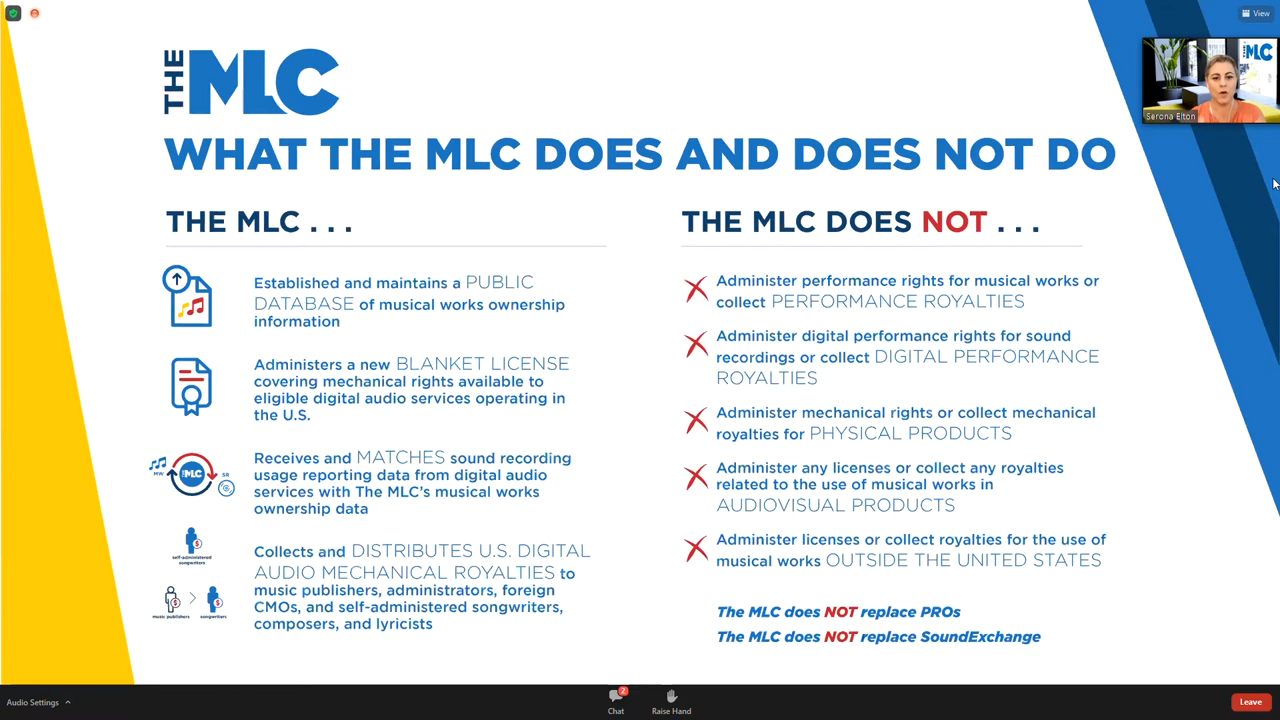 View
THE MLC
MLC
Serona Elton
WHAT THE MLC DOES AND DOES NOT DO
THE MLC . . .
Established and maintains a PUBLIC
DATABASE of musical works ownership
information
Administers a new BLANKET LICENSE
covering mechanical rights available to
eligible digital audio services operating in
the U.S.
MW
THE MLC
SR
Receives and MATCHES sound recording
usage reporting data from digital audio
services with The MLC’s musical works
ownership data
self-administered
songwriters
music publishers
songwriters
Collects and DISTRIBUTES U.S. DIGITAL
AUDIO MECHANICAL ROYALTIES to
music publishers, administrators, foreign
CMOs, and self-administered songwriters,
composers, and lyricists
THE MLC DOES NOT . . .
Administer performance rights for musical works or
collect PERFORMANCE ROYALTIES
Administer digital performance rights for sound
recordings or collect DIGITAL PERFORMANCE
ROYALTIES
Administer mechanical rights or collect mechanical
royalties for PHYSICAL PRODUCTS
Administer any licenses or collect any royalties
related to the use of musical works in
AUDIOVISUAL PRODUCTS
Administer licenses or collect royalties for the use of
musical works OUTSIDE THE UNITED STATES
The MLC does NOT replace PROs
The MLC does NOT replace SoundExchange
Audio Settings
2
Chat
Raise Hand
Leave